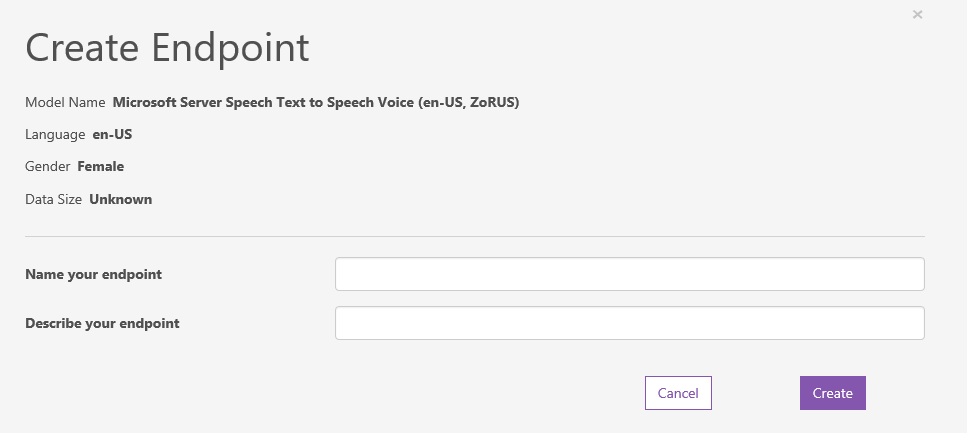 ×
Create Endpoint
Model Name Microsoft Server Speech Text to Speech Voice (en-US, ZoRUS)
Language en-US
Gender Female
Data Size Unknown
Name your endpoint
Describe your endpoint
Cancel Create